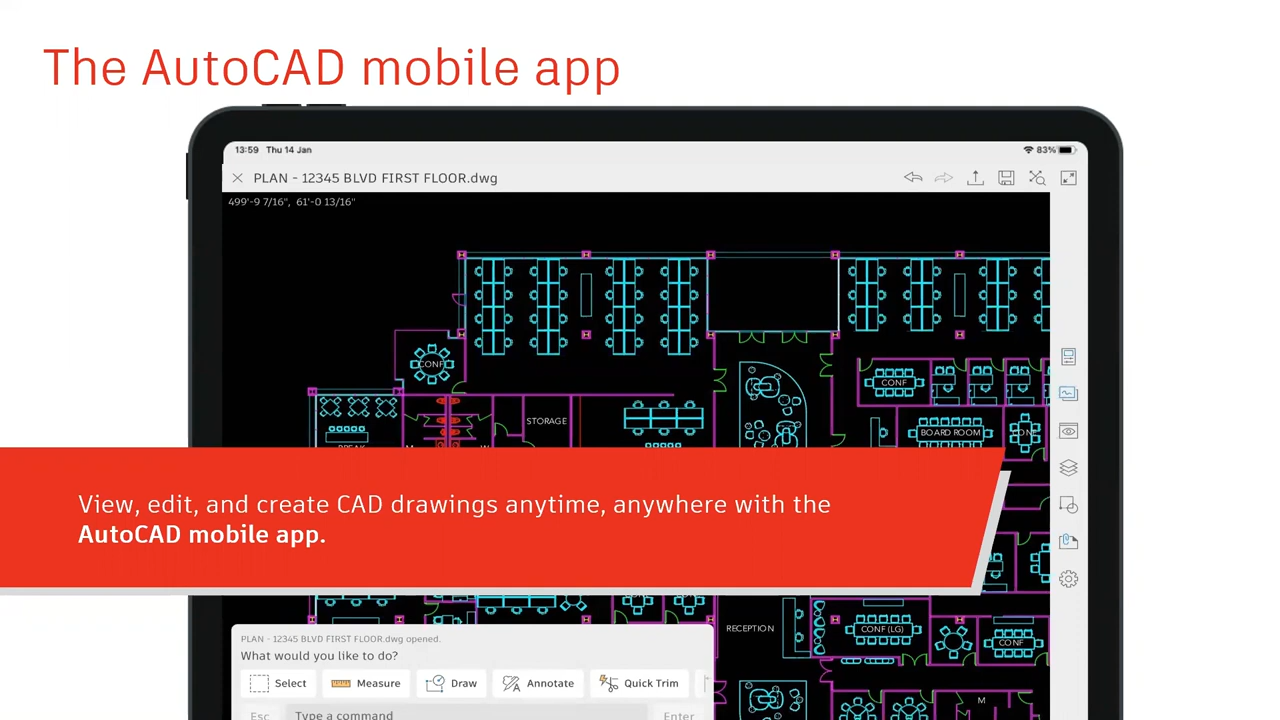 The AutoCAD mobile app
13:59 Thu 14 Jan
83%
PLAN - 12345 BLVD FIRST FLOOR.dwg
499'-9 7/16", 61'-0 13/16"
CONF
CONF
STORAGE
BOARD ROOM
View, edit, and create CAD drawings anytime, anywhere with the
AutoCAD mobile app.
RECEPTION
CONF (LG)
CONF
M
PLAN - 12345 BLVD FIRST FLOOR.dwg opened.
What would you like to do?
Select
Measure
Draw
Annotate
Quick Trim
Esc
Type a command
Enter